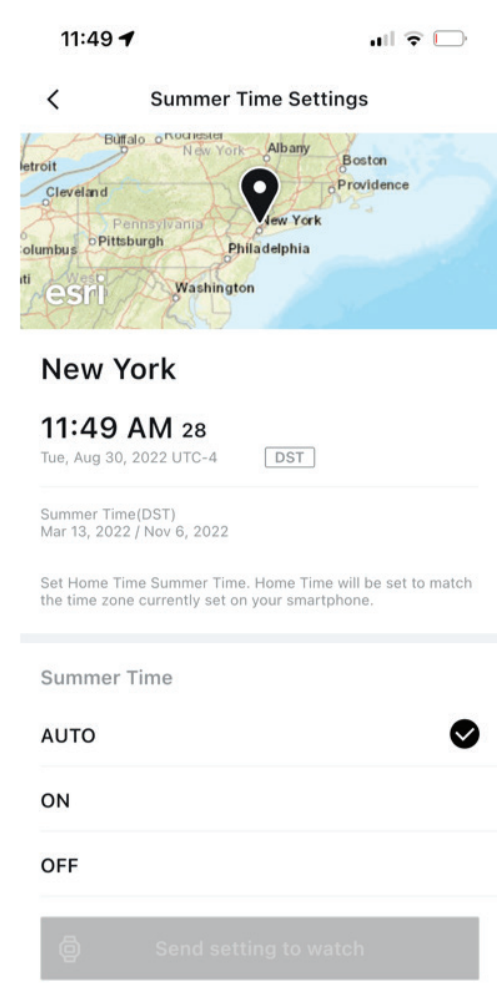 11:49
Summer Time Settings
Buffalo
Rochester
New York
Albany
Boston
etroit
Cleveland
Providence
Pennsylvania
New York
olumbus
Pittsburgh
Philadelphia
ti
West
esri
Washington
New York
11:49 AM 28
Tue, Aug 30, 2022 UTC-4 DST
Summer Time(DST)
Mar 13, 2022 / Nov 6, 2022
Set Home Time Summer Time. Home Time will be set to match
the time zone currently set on your smartphone.
Summer Time
AUTO
ON
OFF
Send setting to watch